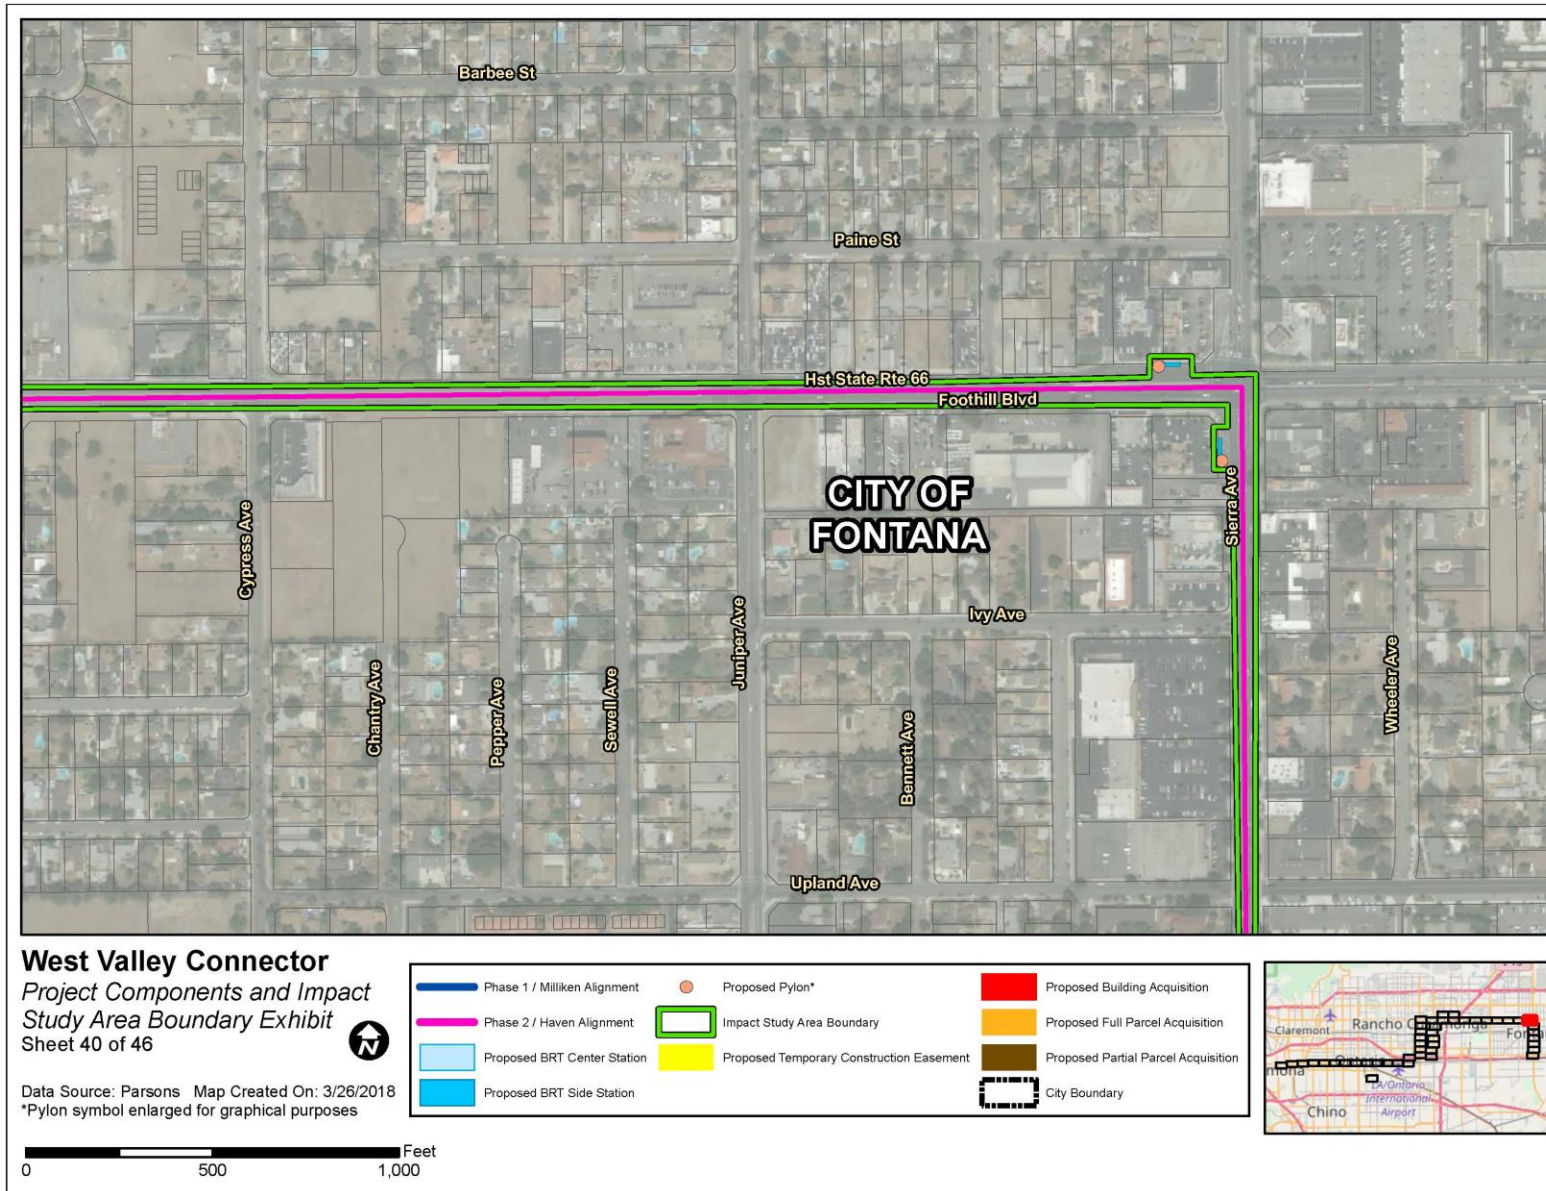 Barbee St
Paine St
Hst State Rte 66
Foothill Blvd
CITY OF
FONTANA
Cypress Ave
Sierra Ave
Ivy Ave
Juniper Ave
Chantry Ave
Pepper Ave
Sewell Ave
Bennett Ave
Wheeler Ave
Upland Ave
West Valley Connector
Project Components and Impact
Study Area Boundary Exhibit
Sheet 40 of 46
N
Data Source: Parsons Map Created On: 3/26/2018
*Pylon symbol enlarged for graphical purposes
Feet
0 500 1,000
Phase 1 / Milliken Alignment
Phase 2 / Haven Alignment
Proposed BRT Center Station
Proposed BRT Side Station
Proposed Pylon*
Impact Study Area Boundary
Proposed Temporary Construction Easement
Proposed Building Acquisition
Proposed Full Parcel Acquisition
Proposed Partial Parcel Acquisition
City Boundary
Claremont
Rancho
Ontario
LA/Ontario
International
Airport
Chino